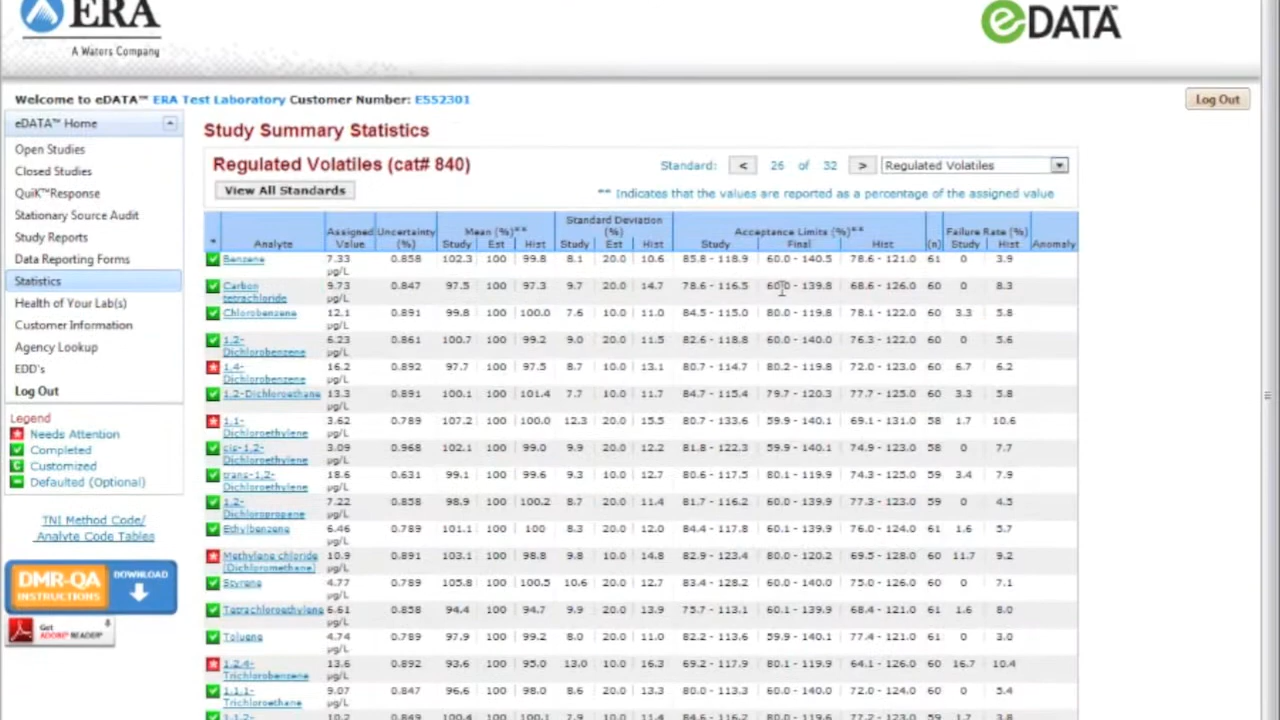 ERA
A Waters Company
eDATA™
Welcome to eDATA™ ERA Test Laboratory Customer Number: E552301
Log Out
eDATA™ Home
Open Studies
Closed Studies
QuiK™Response
Stationary Source Audit
Study Reports
Data Reporting Forms
Statistics
Health of Your Lab(s)
Customer Information
Agency Lookup
EDD's
Log Out
Legend
Needs Attention
Completed
Customized
Defaulted (Optional)
TNI Method Code/
Analyte Code Tables
DMR-QA INSTRUCTIONS DOWNLOAD
Get ADOBE READER
Study Summary Statistics
Regulated Volatiles (cat# 840)
Standard: < 26 of 32 > Regulated Volatiles
View All Standards
** Indicates that the values are reported as a percentage of the assigned value
* Analyte Assigned Value Uncertainty (%) Mean (%)** Study Est Hist Standard Deviation (%) Study Est Hist Acceptance Limits (%)** Study Final Hist (n) Failure Rate (%) Study Hist Anomaly
Benzene 7.33 µg/L 0.858 102.3 100 99.8 8.1 20.0 10.6 85.8 - 118.9 60.0 - 140.5 78.6 - 121.0 61 0 3.9
Carbon tetrachloride 9.73 µg/L 0.847 97.5 100 97.3 9.7 20.0 14.7 78.6 - 116.5 - 139.8 68.6 - 126.0 60 0 8.3
Chlorobenzene 12.1 µg/L 0.891 99.8 100 100.0 7.6 10.0 11.0 80.0 - 119.8 78.1 - 122.0 60 3.3 5.8
1,2-Dichlorobenzene 6.23 µg/L 0.861 100.7 100 99.2 9.0 20.0 82.6 - 118.8 60.0 - 140.0 76.3 - 122.0 60 0 5.6
1,4-Dichlorobenzene 16.2 µg/L 0.892 97.7 100 97.5 8.7 10.0 13.1 80.7 - 114.7 80.2 - 119.8 72.0 - 123.0 60 6.7 6.2
1,2-Dichloroethane 13.3 µg/L 0.891 100.1 100 101.4 7.7 10.0 11.7 84.7 - 115.4 79.7 - 120.3 77.7 - 125.0 60 3.3 5.8
1,1-Dichloroethylene 3.62 µg/L 0.789 107.2 100 100.0 12.3 20.0 15.5 80.7 - 133.6 59.9 - 140.1 69.1 - 131.0 58 1.7 10.6
cis-1,2-Dichloroethylene 3.09 µg/L 0.968 102.1 100 99.0 20.0 81.8 - 122.3 59.9 - 140.1 74.9 - 123.0 58 0 7.7
trans-1,2-Dichloroethylene 18.6 µg/L 0.631 99.1 100 99.6 9.3 10.0 80.1 - 119.9 74.3 - 125.0 0 7.9
1,2-Dichloropropane 7.22 µg/L 0.858 98.9 100 100.2 20.0 81.7 - 116.2 60.0 - 139.9 77.3 - 123.0 60 0 4.5
Ethylbenzene 6.46 µg/L 0.789 101.1 100 100 8.3 20.0 84.4 - 117.8 60.1 - 139.9 76.0 - 124.0 61 1.6 5.7
Methylene chloride (Dichloromethane) 10.9 µg/L 0.891 103.1 100 98.8 9.8 10.0 80.0 - 120.2 69.5 - 128.0 60 11.7 9.2
Styrene 4.77 µg/L 0.789 105.8 100 100.5 10.6 20.0 12.7 83.4 - 128.2 60.0 - 140.0 75.0 - 126.0 60 0 7.1
Tetrachloroethylene 6.61 µg/L 0.858 94.4 100 94.7 9.9 20.0 13.9 75.7 - 113.1 60.1 - 139.9 68.4 - 121.0 61 1.6 8.0
Toluene 4.74 µg/L 0.789 97.9 100 99.2 8.0 20.0 11.0 82.2 - 113.6 59.9 - 140.1 77.4 - 121.0 61 0 3.0
1,2,4-Trichlorobenzene 13.6 µg/L 0.892 93.6 100 95.0 13.0 10.0 - 117.9 80.1 - 119.9 64.1 - 126.0 60 16.7 10.4
1,1,1-Trichloroethane 9.07 µg/L 0.847 96.6 100 98.0 8.6 20.0 60.0 - 140.0 72.0 - 124.0 60 0 5.4
1,1,2- 10.2 0.849 100.4 100 100.1 7.9 10.0 11.4 84.6 - 116.2 80.0 - 119.6 77.8 - 122.0 59 1.7 3.8